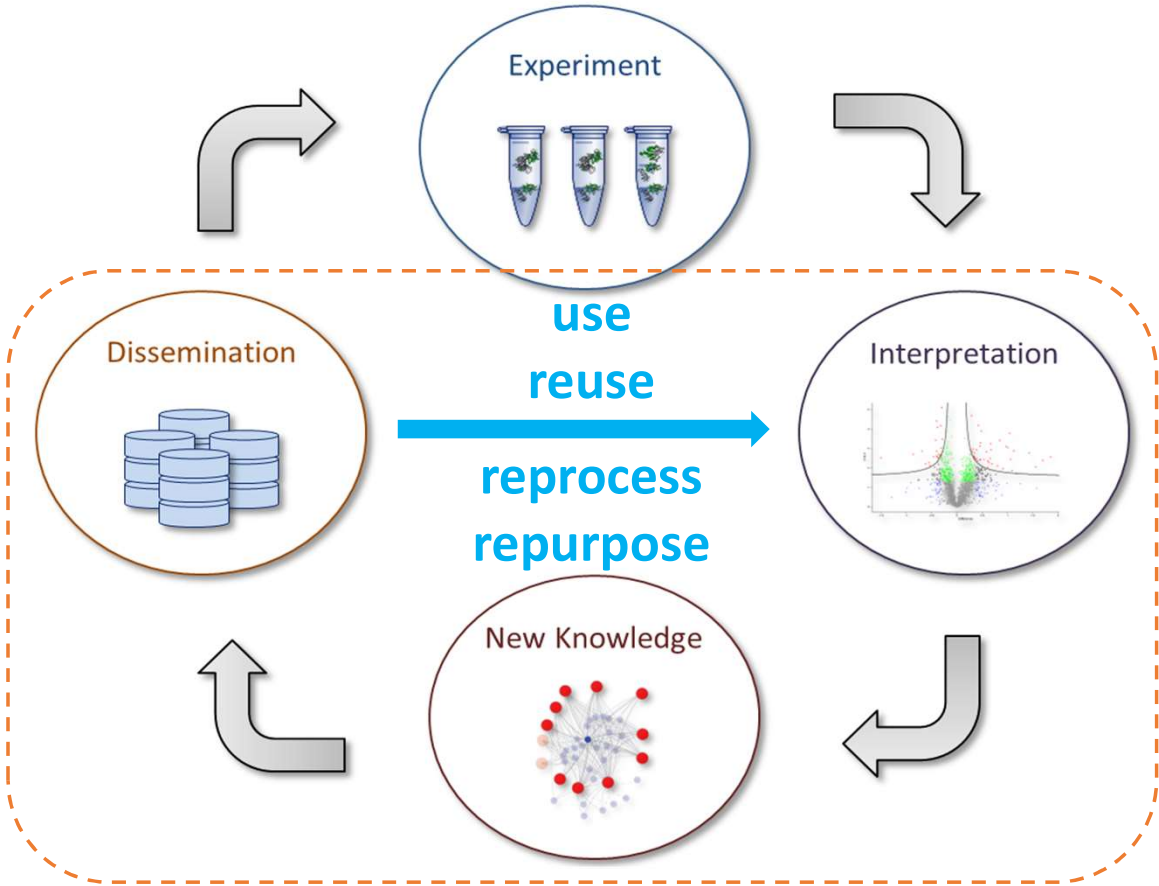 Experiment
use
Dissemination
Interpretation
reuse
reprocess
repurpose
New Knowledge